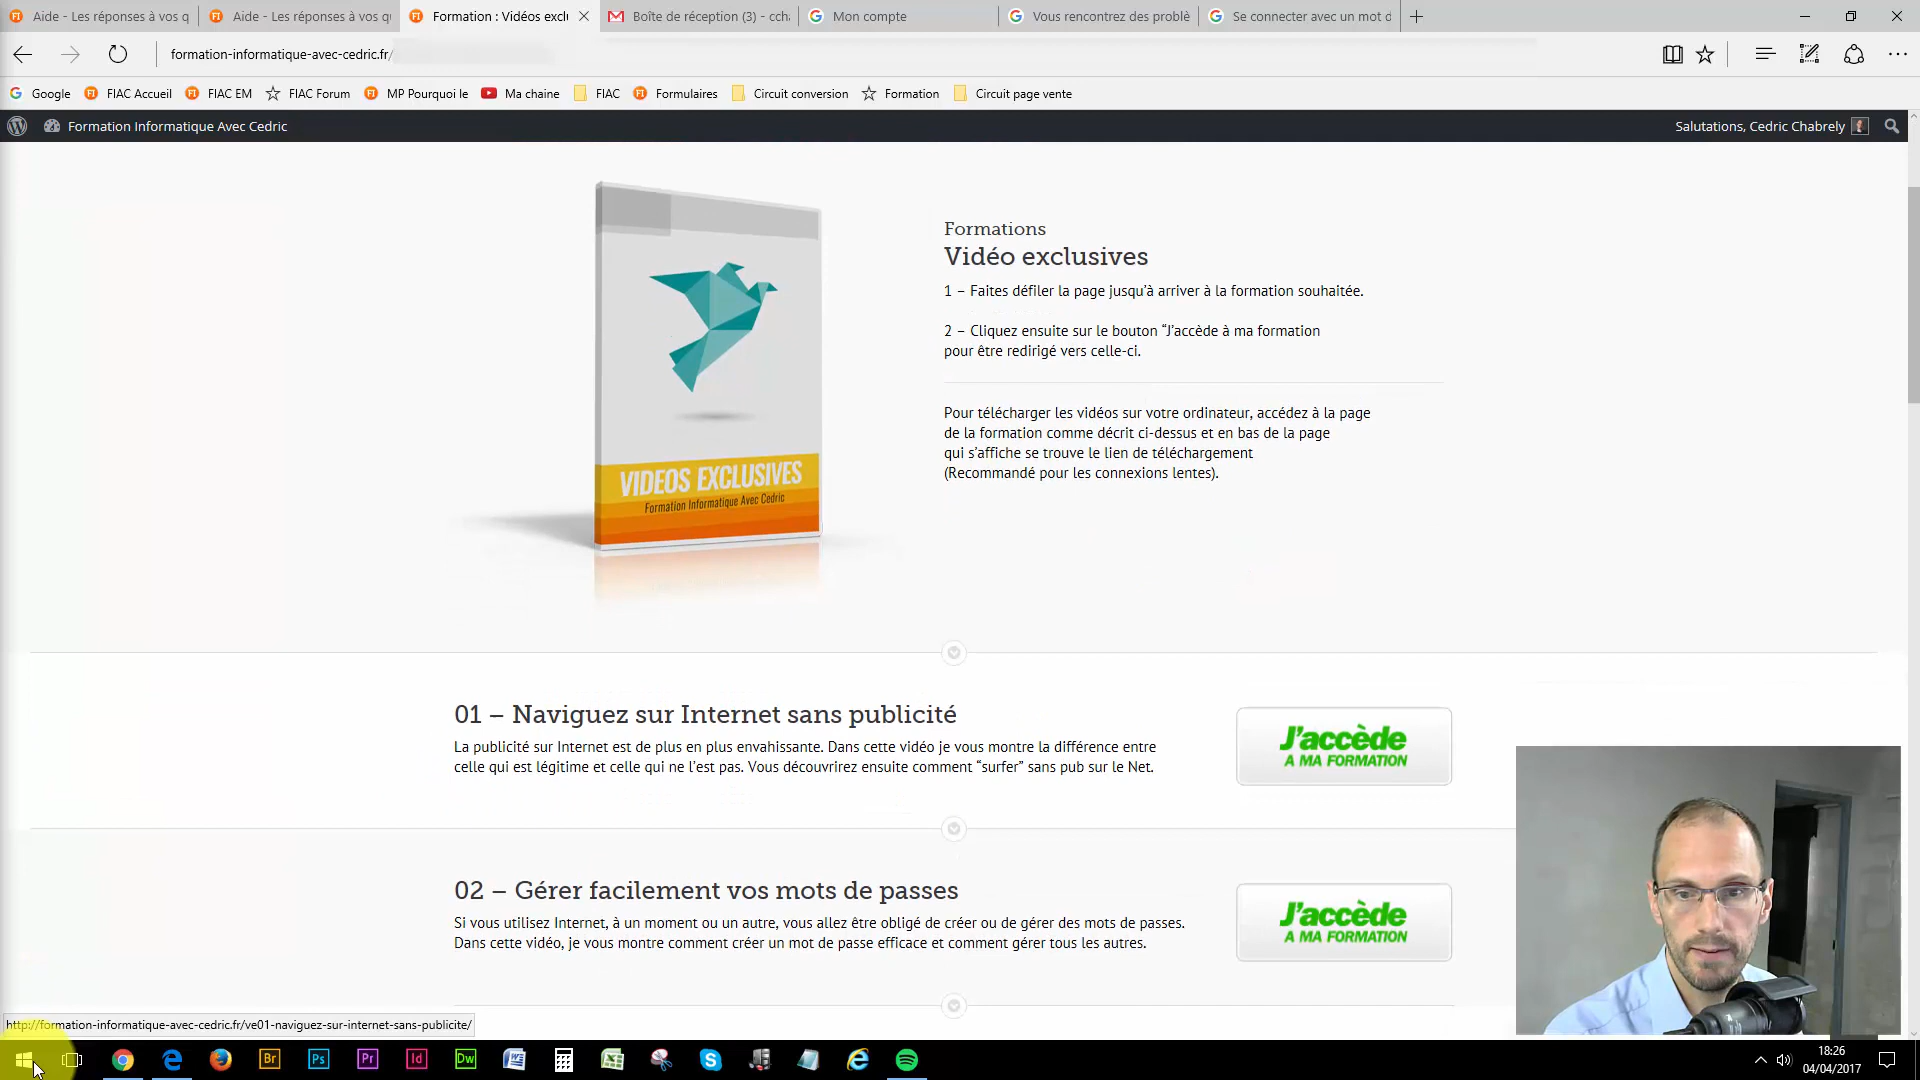 Aide - Les réponses à vos q
Aide - Les réponses à vos qu
Formation : Vidéos exclu
Boîte de réception (3) - ccha
Mon compte
Vous rencontrez des problè
Se connecter avec un mot d
formation-informatique-avec-cedric.fr/
Google
FIAC Accueil
FIAC EM
FIAC Forum
MP Pourquoi le
Ma chaine
FIAC
Formulaires
Circuit conversion
Formation
Circuit page vente
Formation Informatique Avec Cedric
Salutations, Cedric Chabrely
VIDEOS EXCLUSIVES
Formation Informatique Avec Cedric
Formations
Vidéo exclusives
1 – Faites défiler la page jusqu’à arriver à la formation souhaitée.
2 – Cliquez ensuite sur le bouton “J’accède à ma formation
pour être redirigé vers celle-ci.
Pour télécharger les vidéos sur votre ordinateur, accédez à la page
de la formation comme décrit ci-dessus et en bas de la page
qui s’affiche se trouve le lien de téléchargement
(Recommandé pour les connexions lentes).
01 – Naviguez sur Internet sans publicité
La publicité sur Internet est de plus en plus envahissante. Dans cette vidéo je vous montre la différence entre
celle qui est légitime et celle qui ne l’est pas. Vous découvrirez ensuite comment “surfer” sans pub sur le Net.
J'accède
A MA FORMATION
02 – Gérer facilement vos mots de passes
Si vous utilisez Internet, à un moment ou un autre, vous allez être obligé de créer ou de gérer des mots de passes.
Dans cette vidéo, je vous montre comment créer un mot de passe efficace et comment gérer tous les autres.
J'accède
A MA FORMATION
http://formation-informatique-avec-cedric.fr/ve01-naviguez-sur-internet-sans-publicite/
Br
Ps
Pr
Id
Dw
18:26
04/04/2017